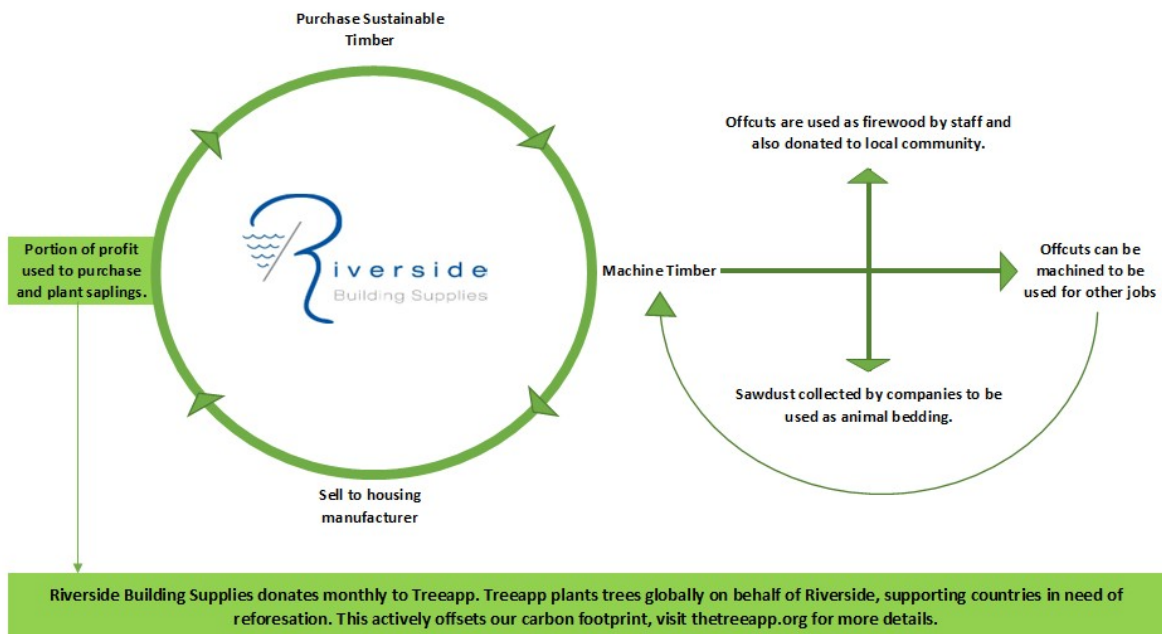 Purchase Sustainable
Timber
Offcuts are used as firewood by staff and
also donated to local community.
Portion of profit
used to purchase
and plant saplings.
Riverside
Building Supplies
Machine Timber
Offcuts can be
machined to be
used for other jobs
Sawdust collected by companies to be
used as animal bedding.
Sell to housing
manufacturer
Riverside Building Supplies donates monthly to Treeapp. Treeapp plants trees globally on behalf of Riverside, supporting countries in need of
reforesation. This actively offsets our carbon footprint, visit thetreeapp.org for more details.